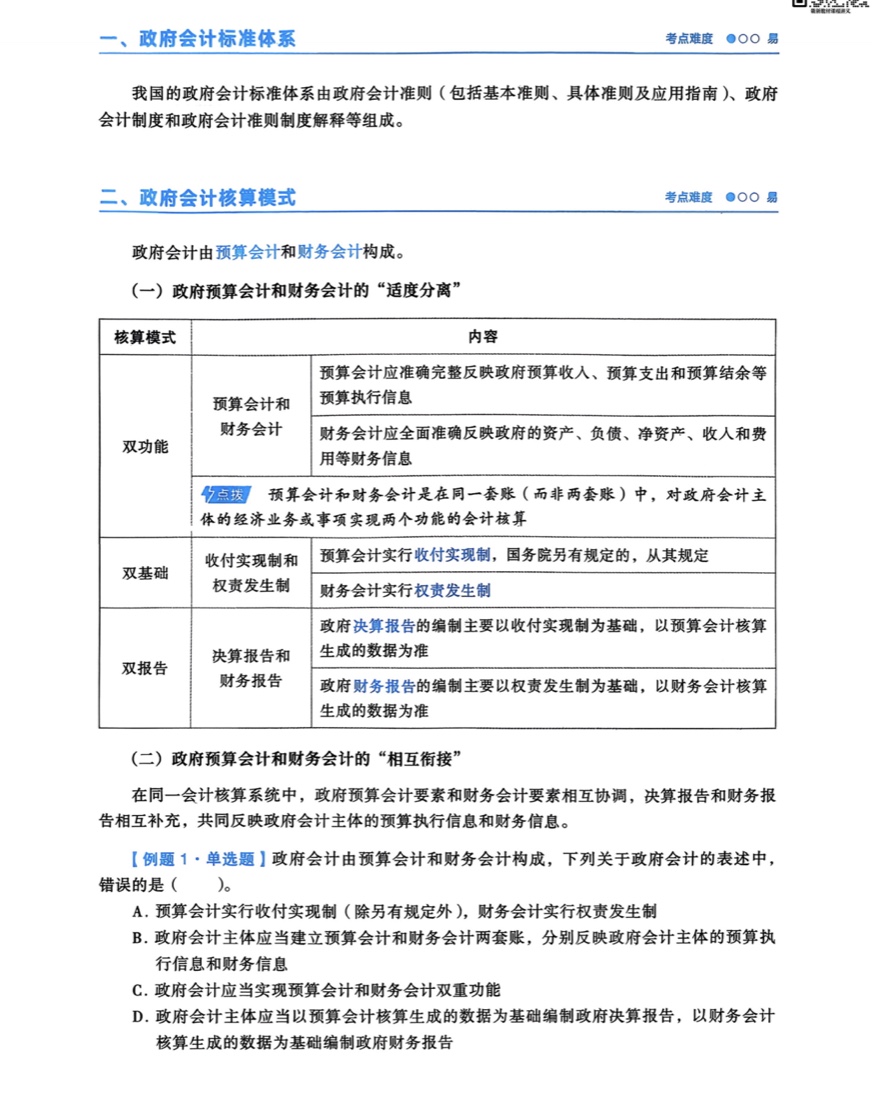 一、政府会计标准体系
考点难度 易
我国的政府会计标准体系由政府会计准则（包括基本准则、具体准则及应用指南）、政府
会计制度和政府会计准则制度解释等组成。
二、政府会计核算模式
考点难度 易
政府会计由预算会计和财务会计构成。
（一）政府预算会计和财务会计的“适度分离”
核算模式
内容
双功能
预算会计和
财务会计
预算会计应准确完整反映政府预算收入、预算支出和预算结余等
预算执行信息
财务会计应全面准确反映政府的资产、负债、净资产、收入和费
用等财务信息
点拨 预算会计和财务会计是在同一套账（而非两套账）中，对政府会计主
体的经济业务或事项实现两个功能的会计核算
双基础
收付实现制和
权责发生制
预算会计实行收付实现制，国务院另有规定的，从其规定
财务会计实行权责发生制
双报告
决算报告和
财务报告
政府决算报告的编制主要以收付实现制为基础，以预算会计核算
生成的数据为准
政府财务报告的编制主要以权责发生制为基础，以财务会计核算
生成的数据为准
（二）政府预算会计和财务会计的“相互衔接”
在同一会计核算系统中，政府预算会计要素和财务会计要素相互协调，决算报告和财务报
告相互补充，共同反映政府会计主体的预算执行信息和财务信息。
【例题1·单选题】政府会计由预算会计和财务会计构成，下列关于政府会计的表述中，
错误的是（ ）。
A. 预算会计实行收付实现制（除另有规定外），财务会计实行权责发生制
B. 政府会计主体应当建立预算会计和财务会计两套账，分别反映政府会计主体的预算执
行信息和财务信息
C. 政府会计应当实现预算会计和财务会计双重功能
D. 政府会计主体应当以预算会计核算生成的数据为基础编制政府决算报告，以财务会计
核算生成的数据为基础编制政府财务报告